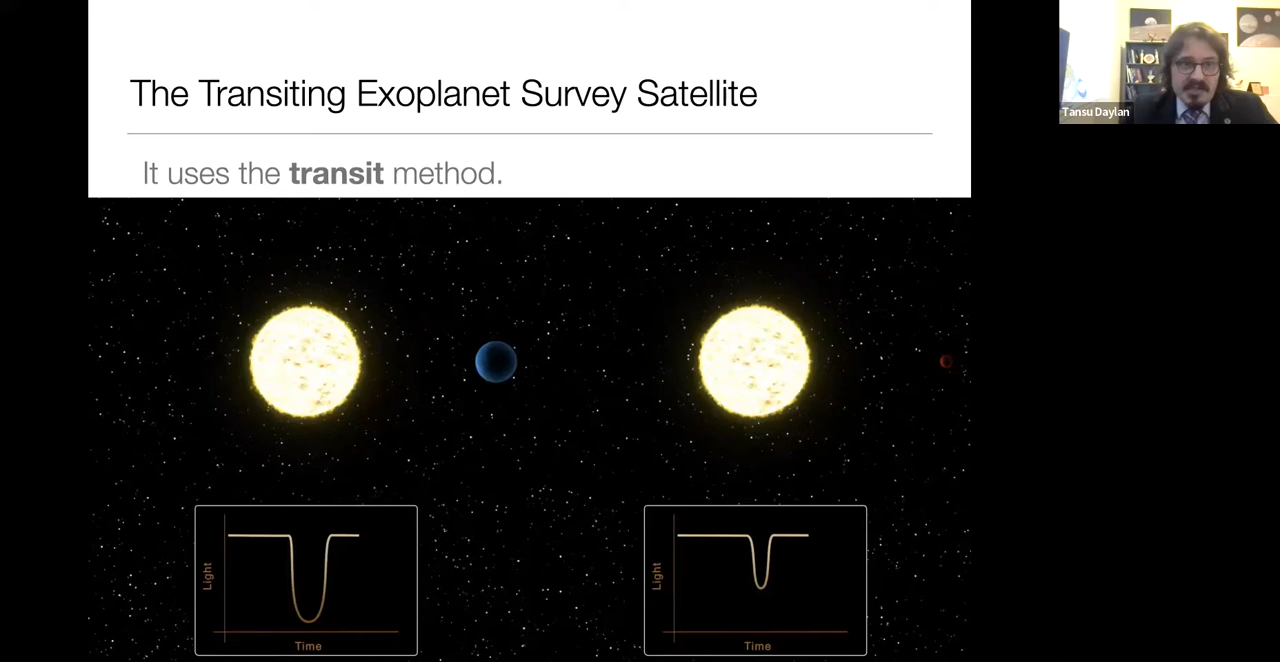 The Transiting Exoplanet Survey Satellite
It uses the transit method.
Tansu Daylan
Light
Time
Light
Time